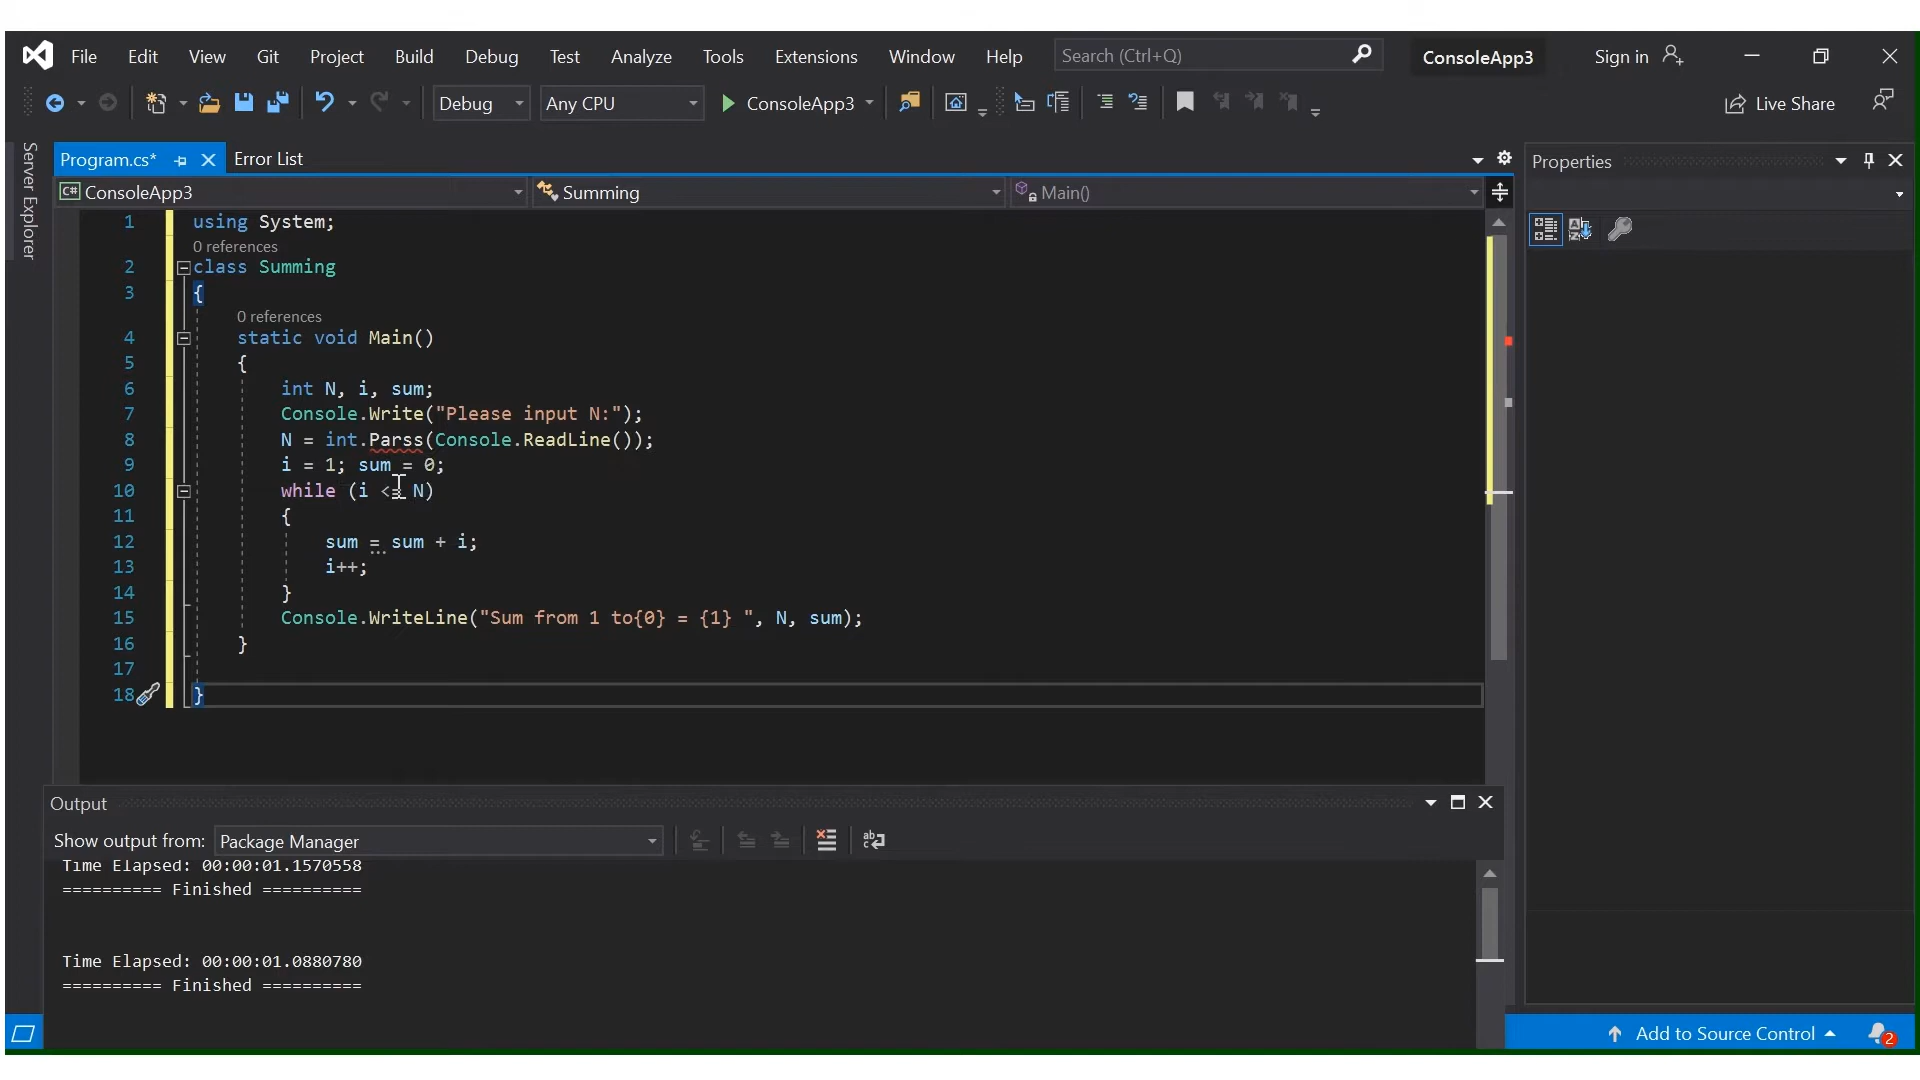 File Edit View Git Project Build Debug Test Analyze Tools Extensions Window Help Search (Ctrl+Q) ConsoleApp3 Sign in
Debug Any CPU ConsoleApp3 Live Share
Server Explorer
Program.cs* Error List
Properties
C# ConsoleApp3 Summing Main()
1 using System;
0 references
2 class Summing
3 {
0 references
4 static void Main()
5 {
6 int N, i, sum;
7 Console.Write("Please input N:");
8 N = int.Parss(Console.ReadLine());
9 i = 1; sum = 0;
10 while (i <= N)
11 {
12 sum = sum + i;
13 i++;
14 }
15 Console.WriteLine("Sum from 1 to{0} = {1} ", N, sum);
16 }
17
18 }
Output
Show output from: Package Manager
Time Elapsed: 00:00:01.1570558
========== Finished ==========
Time Elapsed: 00:00:01.0880780
========== Finished ==========
Add to Source Control 2